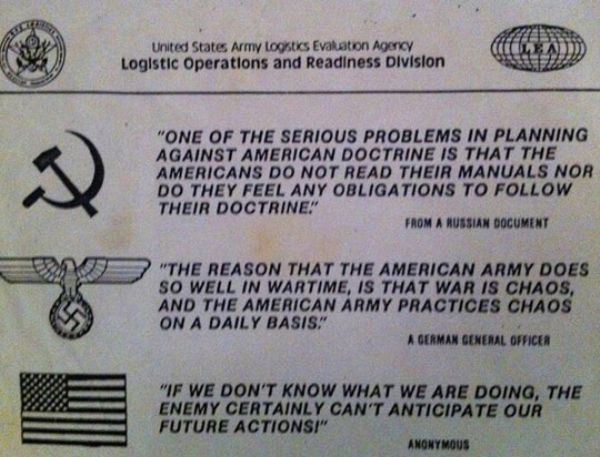 LEA
United States Army Logistics Evaluation Agency
Logistic Operations and Readiness Division
"ONE OF THE SERIOUS PROBLEMS IN PLANNING
AGAINST AMERICAN DOCTRINE IS THAT THE
AMERICANS DO NOT READ THEIR MANUALS NOR
DO THEY FEEL ANY OBLIGATIONS TO FOLLOW
THEIR DOCTRINE."
FROM A RUSSIAN DOCUMENT
"THE REASON THAT THE AMERICAN ARMY DOES
SO WELL IN WARTIME, IS THAT WAR IS CHAOS,
AND THE AMERICAN ARMY PRACTICES CHAOS
ON A DAILY BASIS."
A GERMAN GENERAL OFFICER
"IF WE DON'T KNOW WHAT WE ARE DOING, THE
ENEMY CERTAINLY CAN'T ANTICIPATE OUR
FUTURE ACTIONS!"
ANONYMOUS